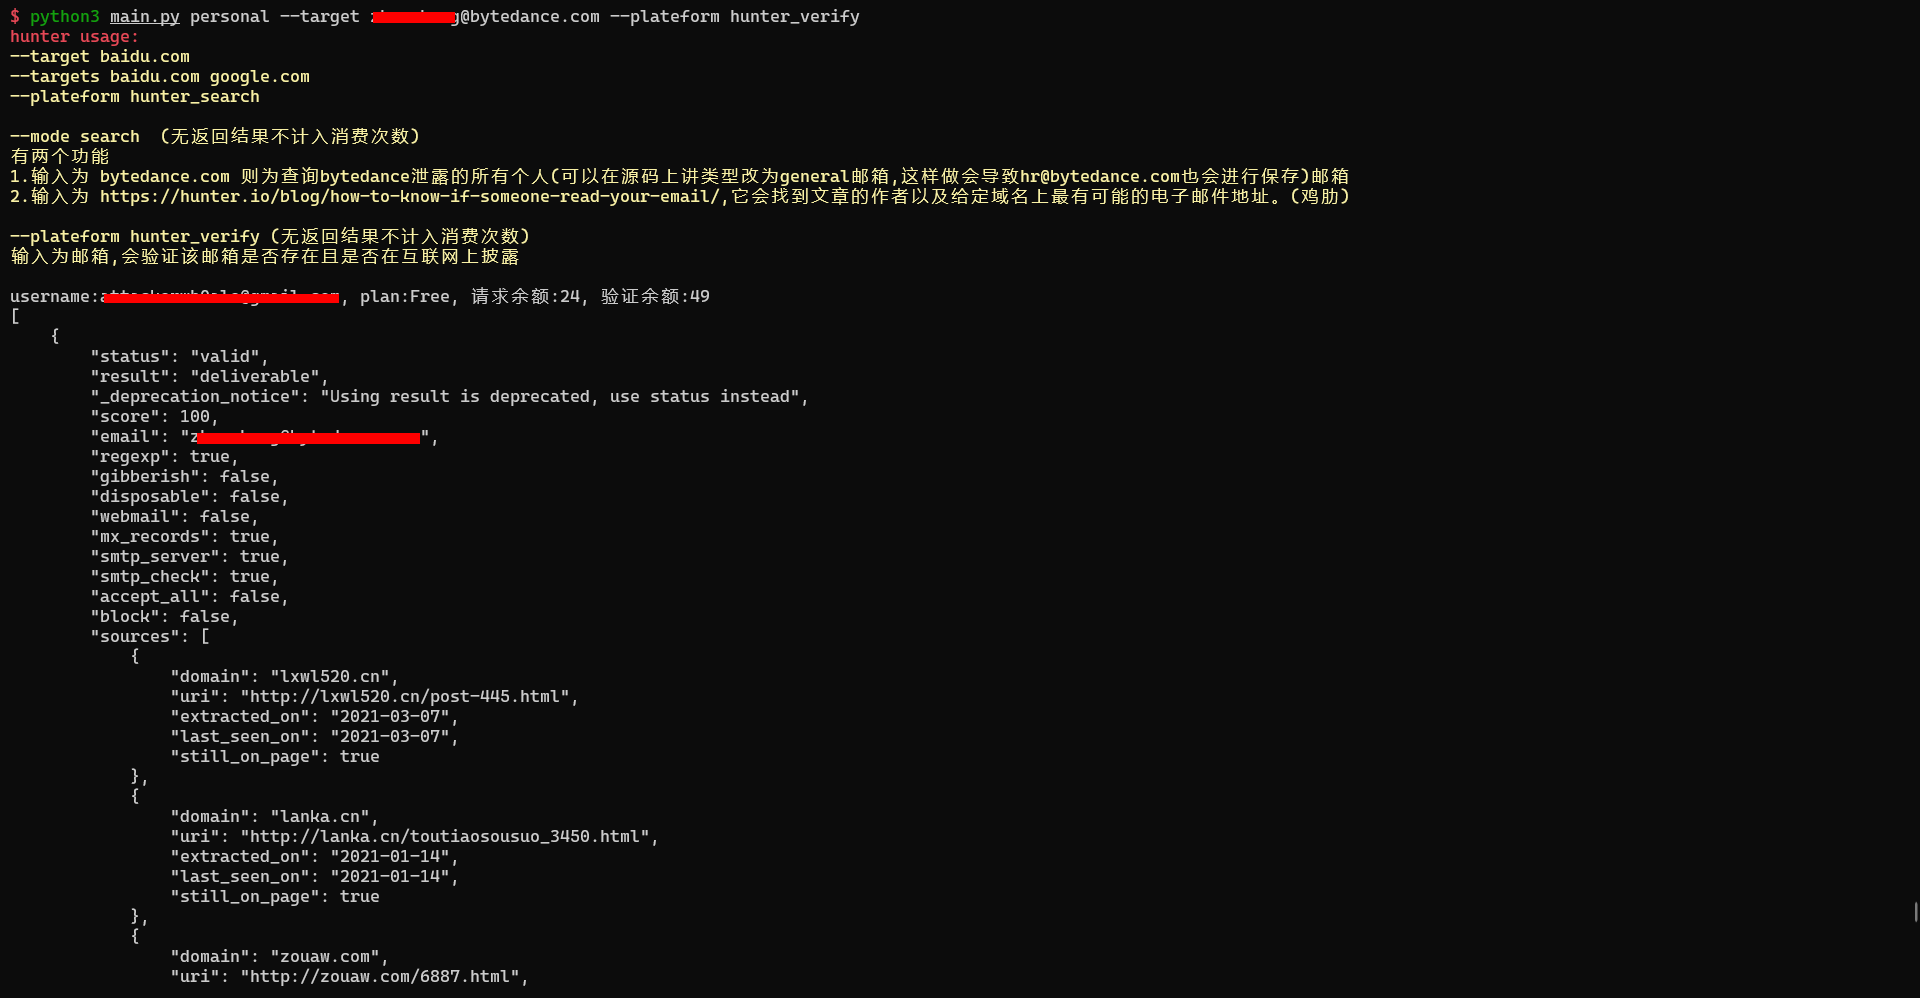 $ python3 main.py personal --target @bytedance.com --plateform hunter_verify
hunter usage:
--target baidu.com
--targets baidu.com google.com
--plateform hunter_search
--mode search  (无返回结果不计入消费次数)
有两个功能
1.输入为 bytedance.com 则为查询bytedance泄露的所有个人(可以在源码上讲类型改为general邮箱,这样做会导致hr@bytedance.com也会进行保存)邮箱
2.输入为 https://hunter.io/blog/how-to-know-if-someone-read-your-email/,它会找到文章的作者以及给定域名上最有可能的电子邮件地址。(鸡肋)
--plateform hunter_verify (无返回结果不计入消费次数)
输入为邮箱,会验证该邮箱是否存在且是否在互联网上披露
username:, plan:Free, 请求余额:24, 验证余额:49
[
{
"status": "valid",
"result": "deliverable",
"_deprecation_notice": "Using result is deprecated, use status instead",
"score": 100,
"email": "",
"regexp": true,
"gibberish": false,
"disposable": false,
"webmail": false,
"mx_records": true,
"smtp_server": true,
"smtp_check": true,
"accept_all": false,
"block": false,
"sources": [
{
"domain": "lxwl520.cn",
"uri": "http://lxwl520.cn/post-445.html",
"extracted_on": "2021-03-07",
"last_seen_on": "2021-03-07",
"still_on_page": true
},
{
"domain": "lanka.cn",
"uri": "http://lanka.cn/toutiaosousuo_3450.html",
"extracted_on": "2021-01-14",
"last_seen_on": "2021-01-14",
"still_on_page": true
},
{
"domain": "zouaw.com",
"uri": "http://zouaw.com/6887.html",